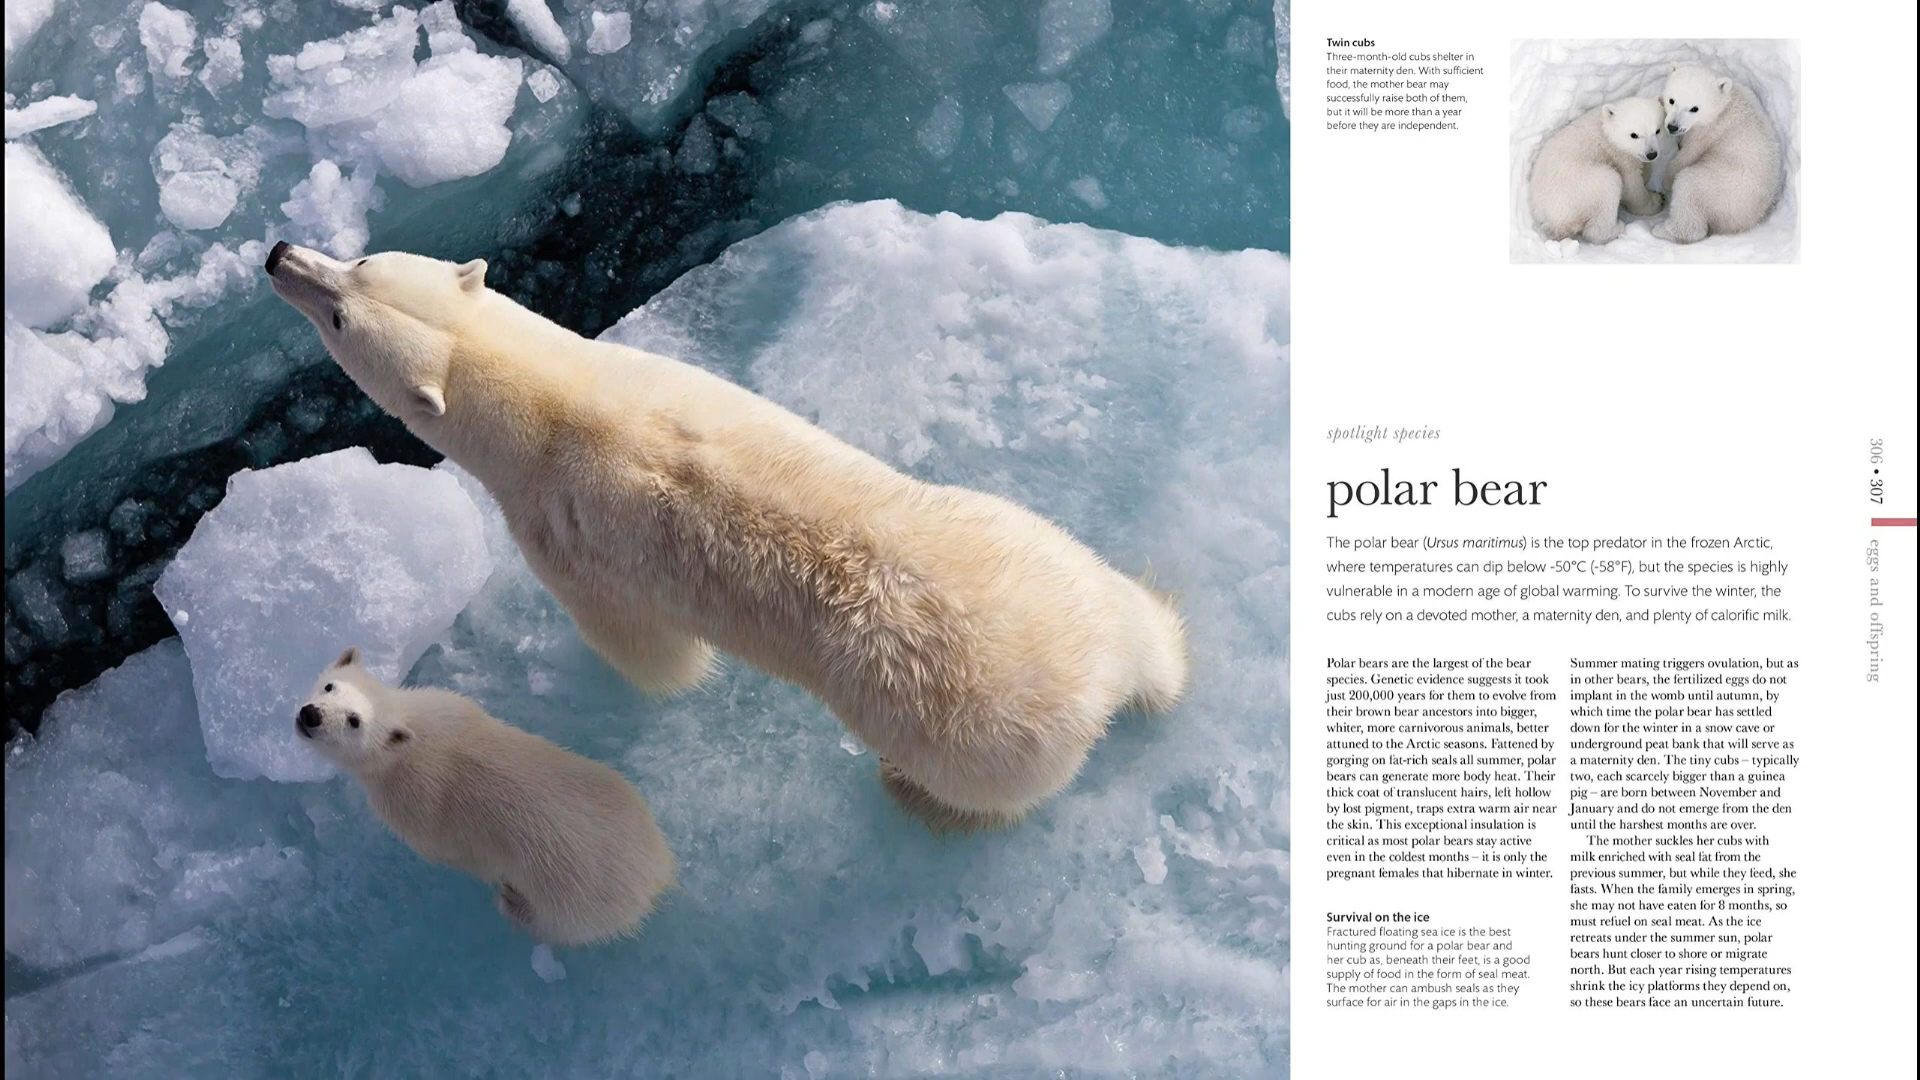 Twin cubs
Three-month-old cubs shelter in
their maternity den. With sufficient
food, the mother bear may
successfully raise both of them,
but it will be more than a year
before they are independent.
spotlight species
polar bear
The polar bear (Ursus maritimus) is the top predator in the frozen Arctic,
where temperatures can dip below -50°C (-58°F), but the species is highly
vulnerable in a modern age of global warming. To survive the winter, the
cubs rely on a devoted mother, a maternity den, and plenty of calorific milk.
Polar bears are the largest of the bear
species. Genetic evidence suggests it took
just 200,000 years for them to evolve from
their brown bear ancestors into bigger,
whiter, more carnivorous animals, better
attuned to the Arctic seasons. Fattened by
gorging on fat-rich seals all summer, polar
bears can generate more body heat. Their
thick coat of translucent hairs, left hollow
by lost pigment, traps extra warm air near
the skin. This exceptional insulation is
critical as most polar bears stay active
even in the coldest months – it is only the
pregnant females that hibernate in winter.
Survival on the ice
Fractured floating sea ice is the best
hunting ground for a polar bear and
her cub as, beneath their feet, is a good
supply of food in the form of seal meat.
The mother can ambush seals as they
surface for air in the gaps in the ice.
Summer mating triggers ovulation, but as
in other bears, the fertilized eggs do not
implant in the womb until autumn, by
which time the polar bear has settled
down for the winter in a snow cave or
underground peat bank that will serve as
a maternity den. The tiny cubs – typically
two, each scarcely bigger than a guinea
pig – are born between November and
January and do not emerge from the den
until the harshest months are over.
The mother suckles her cubs with
milk enriched with seal fat from the
previous summer, but while they feed, she
fasts. When the family emerges in spring,
she may not have eaten for 8 months, so
must refuel on seal meat. As the ice
retreats under the summer sun, polar
bears hunt closer to shore or migrate
north. But each year rising temperatures
shrink the icy platforms they depend on,
so these bears face an uncertain future.
306 • 307
eggs and offspring